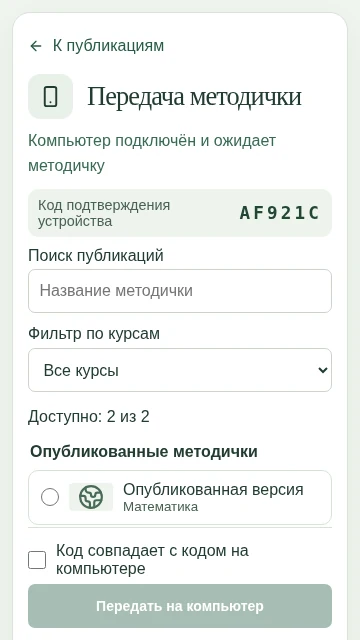 К публикациям
Передача методички
Компьютер подключён и ожидает
методичку
Код подтверждения
устройства
AF921C
Поиск публикаций
Название методички
Фильтр по курсам
Все курсы
Доступно: 2 из 2
Опубликованные методички
Опубликованная версия
Математика
Код совпадает с кодом на
компьютере
Передать на компьютер